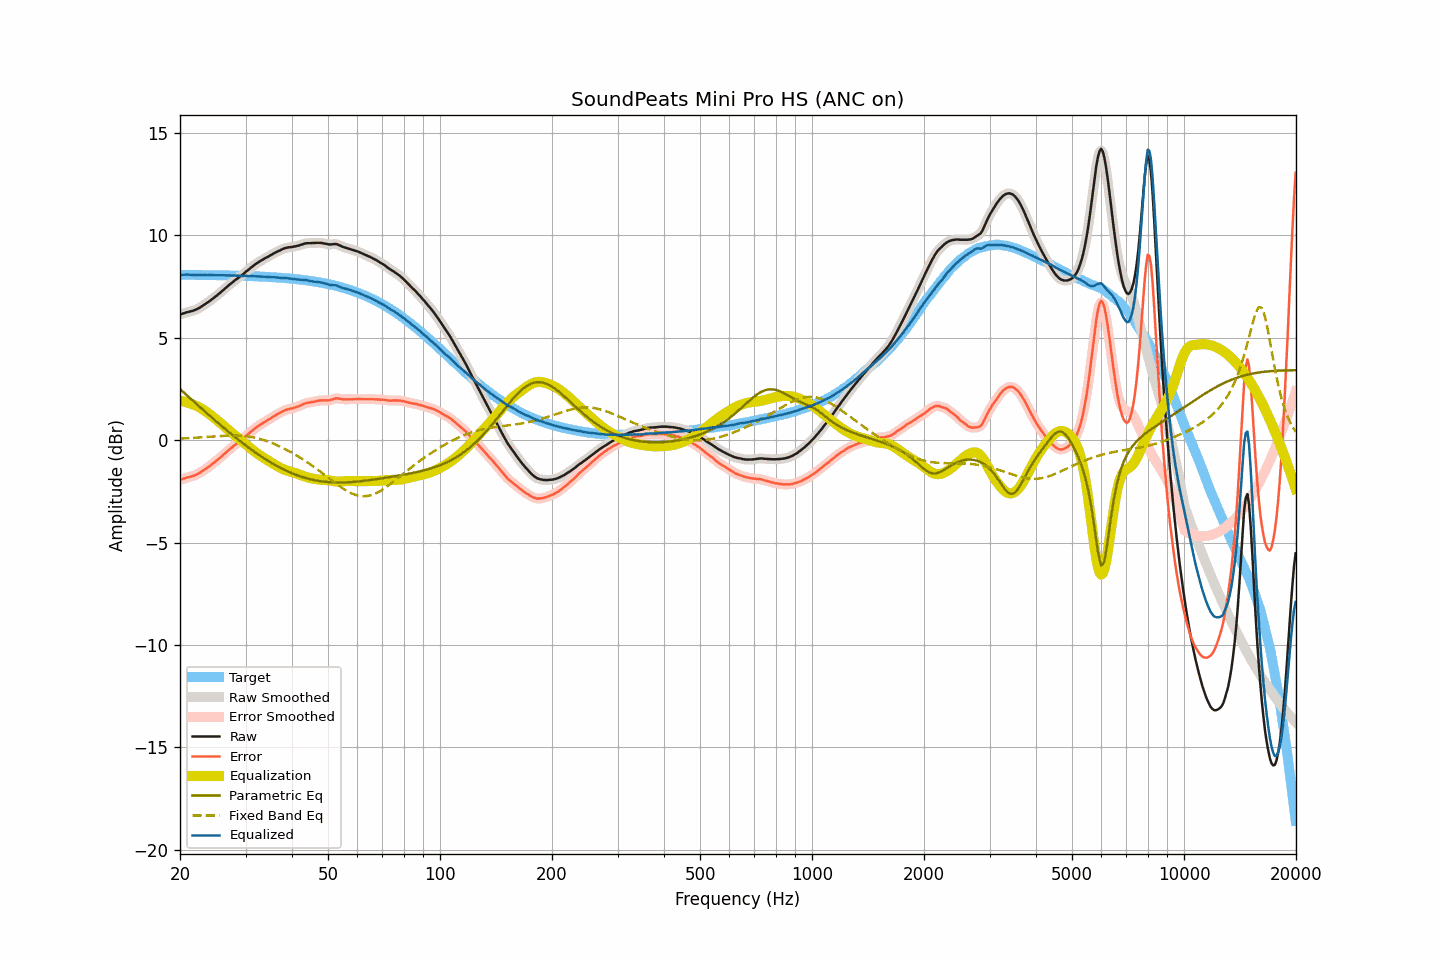 SoundPeats Mini Pro HS (ANC on)
15
10
5
0
−5
−10
−15
−20
Amplitude (dBr)
Target
Raw Smoothed
Error Smoothed
Raw
Error
Equalization
Parametric Eq
Fixed Band Eq
Equalized
20 50 100 200 500 1000 2000 5000 10000 20000
Frequency (Hz)